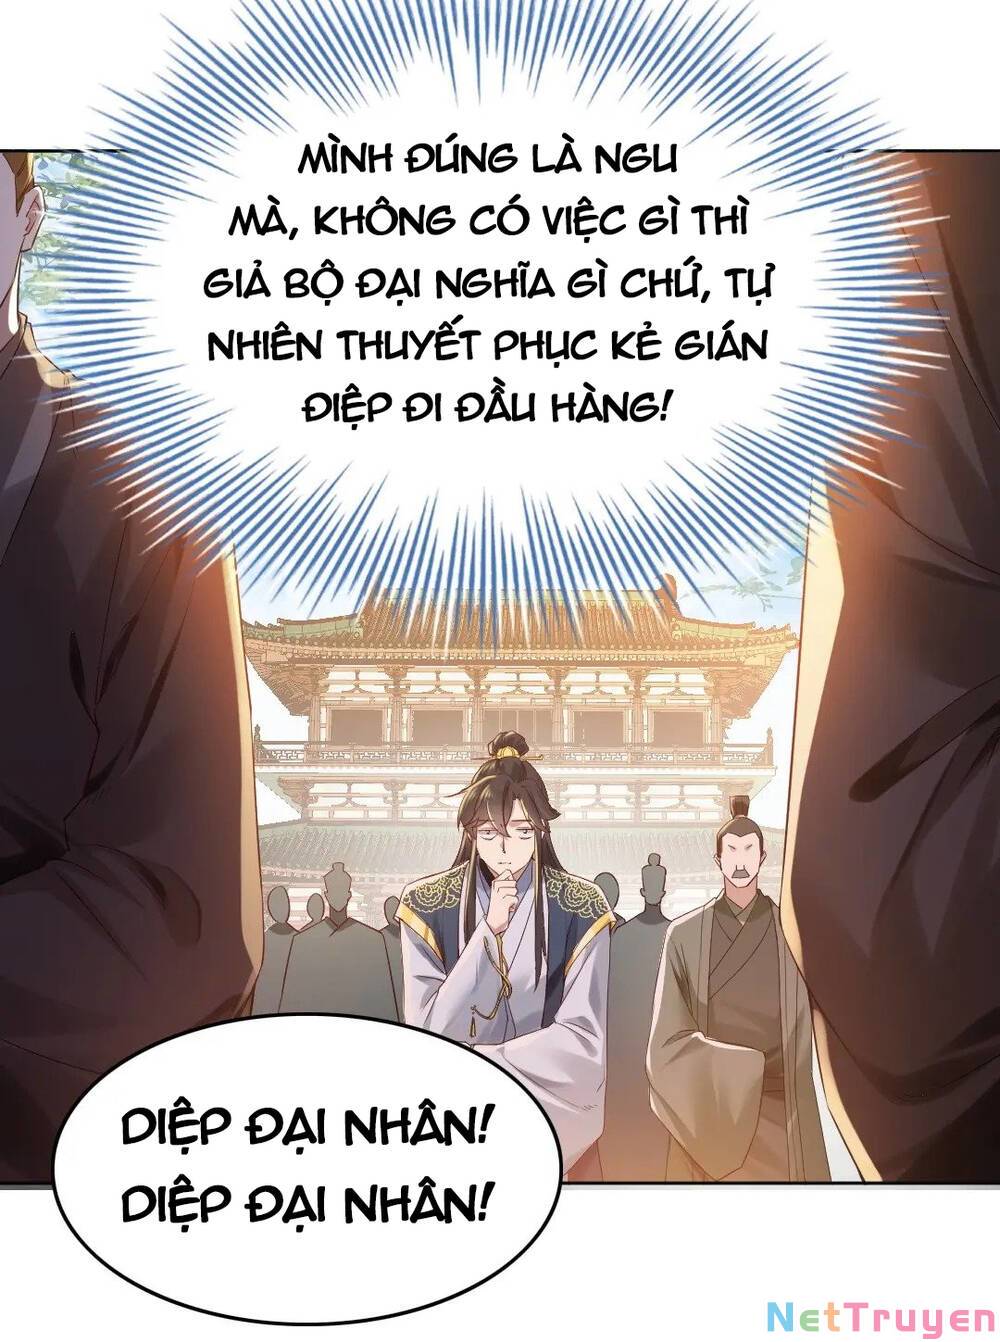 MÌNH ĐÚNG LÀ NGU
MÀ, KHÔNG CÓ VIỆC GÌ THÌ
GIẢ BỘ ĐẠI NGHĨA GÌ CHỨ, TỰ
NHIÊN THUYẾT PHỤC KẺ GIÁN
ĐIỆP ĐI ĐẦU HÀNG!
DIỆP ĐẠI NHÂN!
DIỆP ĐẠI NHÂN!
NetTruyen